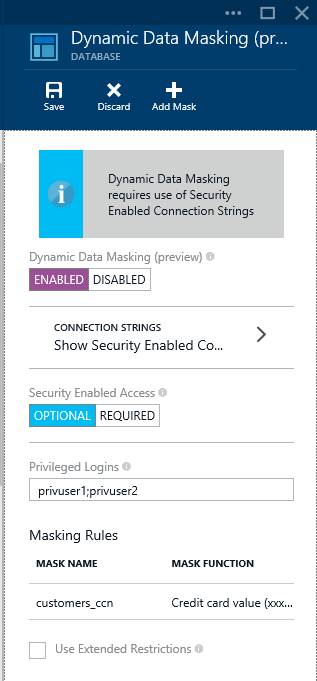 Dynamic Data Masking (pr...
DATABASE
Save Discard Add Mask
Dynamic Data Masking
requires use of Security
Enabled Connection Strings
Dynamic Data Masking (preview)
ENABLED DISABLED
CONNECTION STRINGS
Show Security Enabled Co...
Security Enabled Access
OPTIONAL REQUIRED
Privileged Logins
privuser1;privuser2
Masking Rules
MASK NAME MASK FUNCTION
customers_ccn Credit card value (xxx...
Use Extended Restrictions